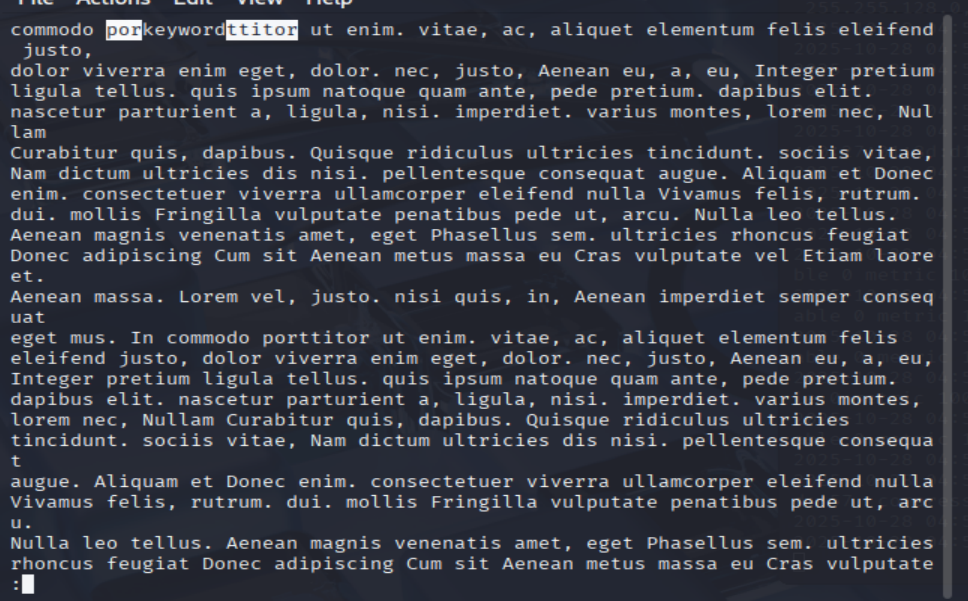 File Actions Edit View Help
commodo porkeywordttitor ut enim. vitae, ac, aliquet elementum felis eleifend
justo,
dolor viverra enim eget, dolor. nec, justo, Aenean eu, a, eu, Integer pretium
ligula tellus. quis ipsum natoque quam ante, pede pretium. dapibus elit.
nascetur parturient a, ligula, nisi. imperdiet. varius montes, lorem nec, Nul
lam
Curabitur quis, dapibus. Quisque ridiculus ultricies tincidunt. sociis vitae,
Nam dictum ultricies dis nisi. pellentesque consequat augue. Aliquam et Donec
enim. consectetuer viverra ullamcorper eleifend nulla Vivamus felis, rutrum.
dui. mollis Fringilla vulputate penatibus pede ut, arcu. Nulla leo tellus.
Aenean magnis venenatis amet, eget Phasellus sem. ultricies rhoncus feugiat
Donec adipiscing Cum sit Aenean metus massa eu Cras vulputate vel Etiam laore
et.
Aenean massa. Lorem vel, justo. nisi quis, in, Aenean imperdiet semper conseq
uat
eget mus. In commodo porttitor ut enim. vitae, ac, aliquet elementum felis
eleifend justo, dolor viverra enim eget, dolor. nec, justo, Aenean eu, a, eu,
Integer pretium ligula tellus. quis ipsum natoque quam ante, pede pretium.
dapibus elit. nascetur parturient a, ligula, nisi. imperdiet. varius montes,
lorem nec, Nullam Curabitur quis, dapibus. Quisque ridiculus ultricies
tincidunt. sociis vitae, Nam dictum ultricies dis nisi. pellentesque consequa
t
augue. Aliquam et Donec enim. consectetuer viverra ullamcorper eleifend nulla
Vivamus felis, rutrum. dui. mollis Fringilla vulputate penatibus pede ut, arc
u.
Nulla leo tellus. Aenean magnis venenatis amet, eget Phasellus sem. ultricies
rhoncus feugiat Donec adipiscing Cum sit Aenean metus massa eu Cras vulputate
: